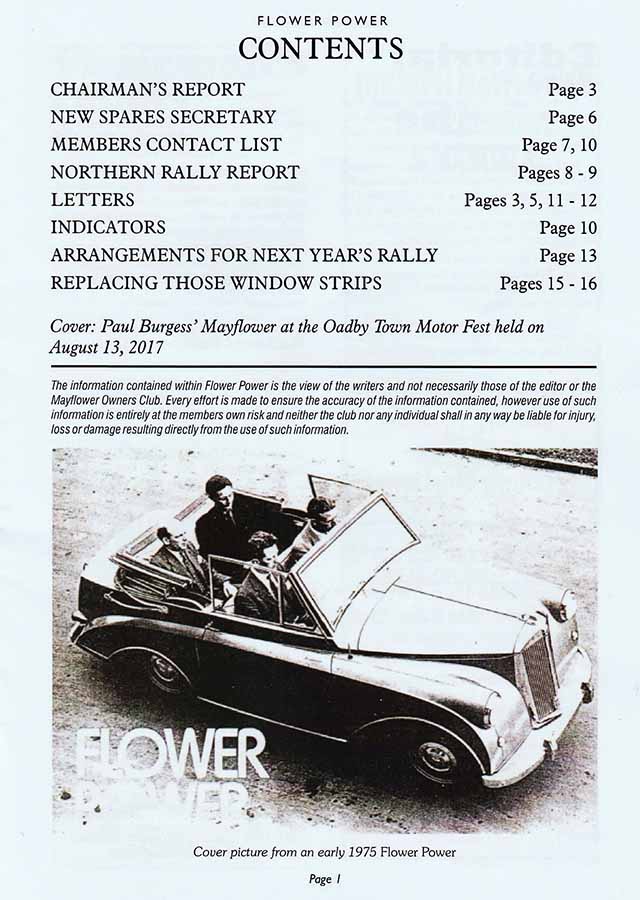 FLOWER POWER
CONTENTS
CHAIRMAN'S REPORT Page 3
NEW SPARES SECRETARY Page 6
MEMBERS CONTACT LIST Page 7, 10
NORTHERN RALLY REPORT Pages 8 - 9
LETTERS Pages 3, 5, 11 - 12
INDICATORS Page 10
ARRANGEMENTS FOR NEXT YEAR'S RALLY Page 13
REPLACING THOSE WINDOW STRIPS Pages 15 - 16
Cover: Paul Burgess' Mayflower at the Oadby Town Motor Fest held on
August 13, 2017
The information contained within Flower Power is the view of the writers and not necessarily those of the editor or the
Mayflower Owners Club. Every effort is made to ensure the accuracy of the information contained, however use of such
information is entirely at the members own risk and neither the club nor any individual shall in any way be liable for injury,
loss or damage resulting directly from the use of such information.
FLOWER
POWER
Cover picture from an early 1975 Flower Power
Page 1